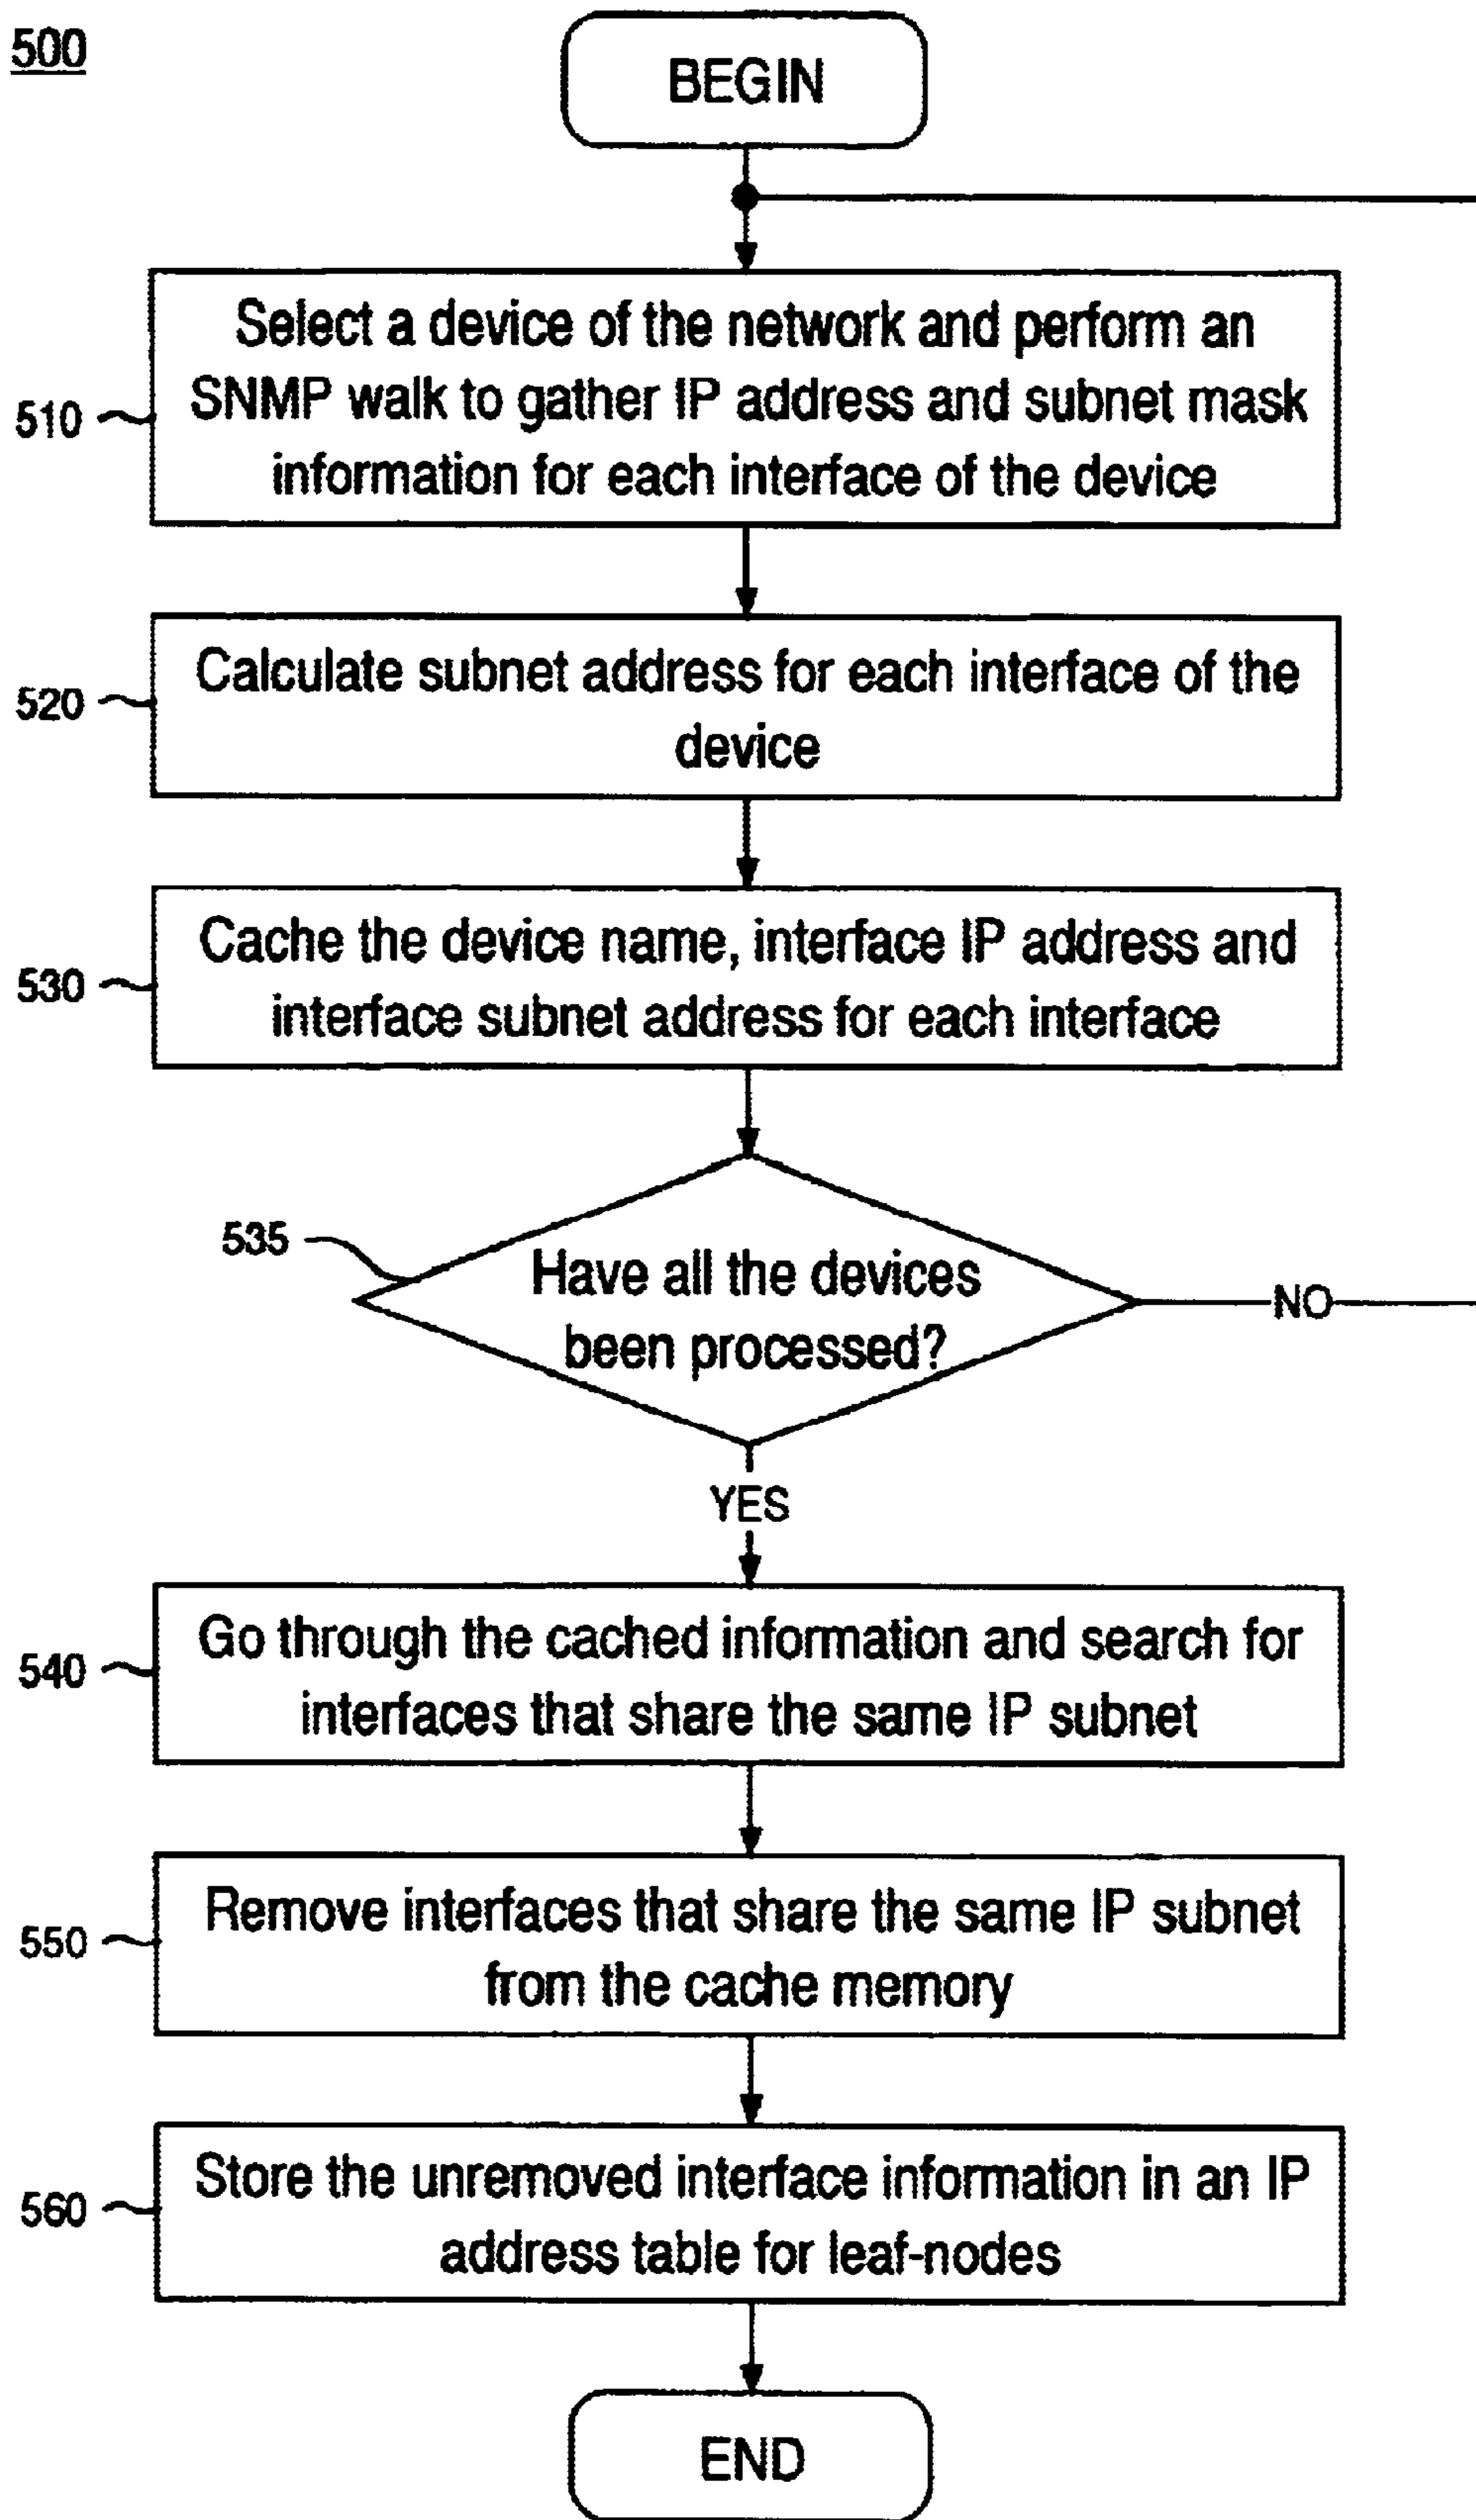 500
BEGIN
Select a device of the network and perform an
SNMP walk to gather IP address and subnet mask
information for each interface of the device
510
Calculate subnet address for each interface of the
device
520
Cache the device name, interface IP address and
interface subnet address for each interface
530
535
Have all the devices
been processed?
NO
YES
Go through the cached information and search for
interfaces that share the same IP subnet
540
Remove interfaces that share the same IP subnet
from the cache memory
550
Store the unremoved interface information in an IP
address table for leaf-nodes
560
END